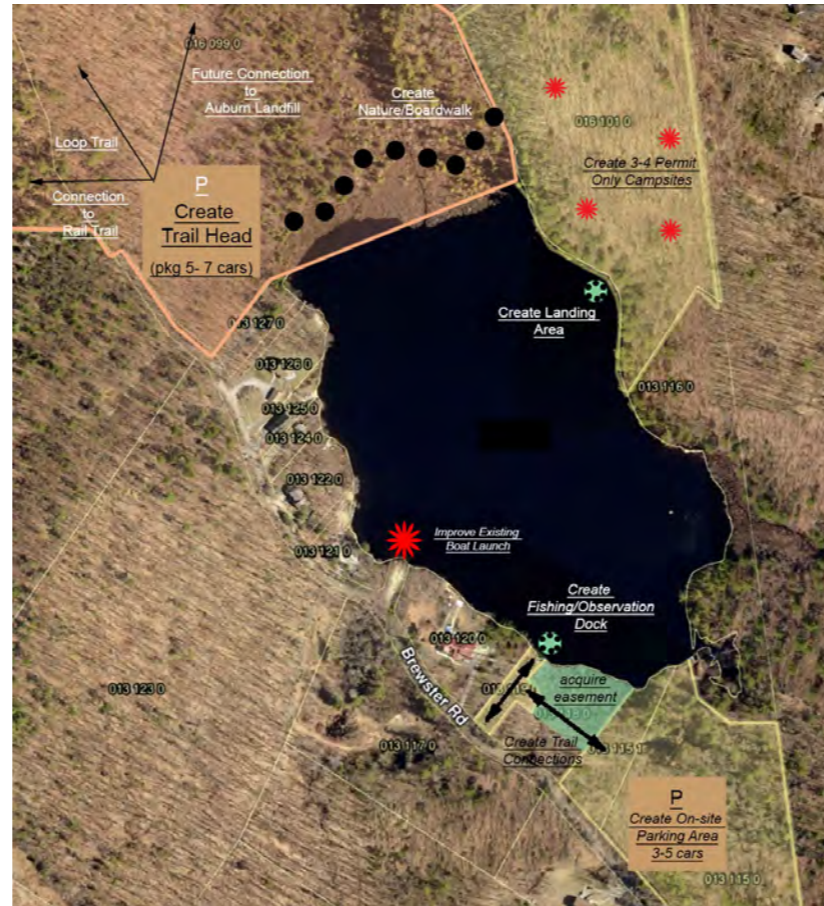 016 099 0
Future Connection
to
Auburn Landfill
Create
Nature/Boardwalk
016 101 0
Create 3-4 Permit
Only Campsites
Loop Trail
Connection
to
Rail Trail
P
Create
Trail Head
(pkg 5- 7 cars)
Create Landing
Area
013 127 0
013 126 0
013 125 0
013 124 0
013 122 0
013 121 0
013 116 0
Improve Existing
Boat Launch
Create
Fishing/Observation
Dock
013 120 0
Brewster Rd
acquire
easement
013 123 0
013 117 0
Create Trail
Connections
P
Create On-site
Parking Area
3-5 cars
013 115 0